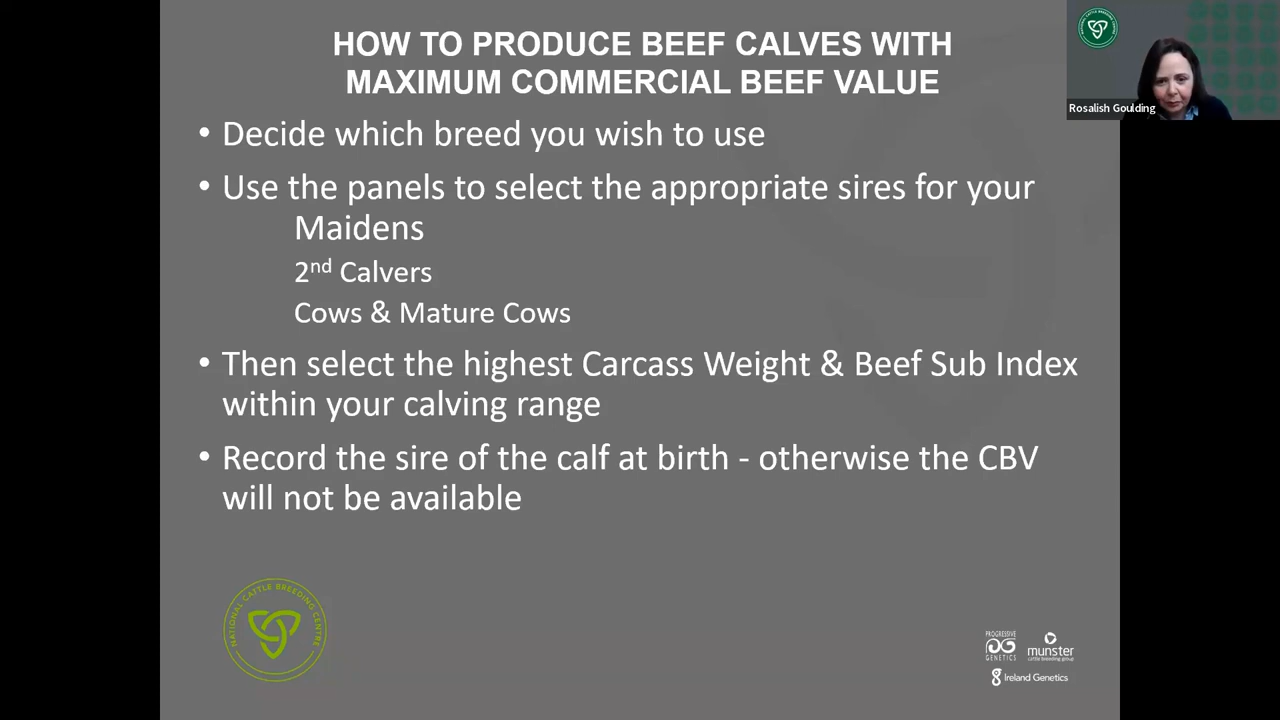 HOW TO PRODUCE BEEF CALVES WITH
MAXIMUM COMMERCIAL BEEF VALUE
• Decide which breed you wish to use
• Use the panels to select the appropriate sires for your
Maidens
2nd Calvers
Cows & Mature Cows
• Then select the highest Carcass Weight & Beef Sub Index
within your calving range
• Record the sire of the calf at birth - otherwise the CBV
will not be available
Rosalish Goulding
NATIONAL CATTLE BREEDING CENTRE
PROGRESSIVE
GENETICS
munster
cattle breeding group
Ireland Genetics